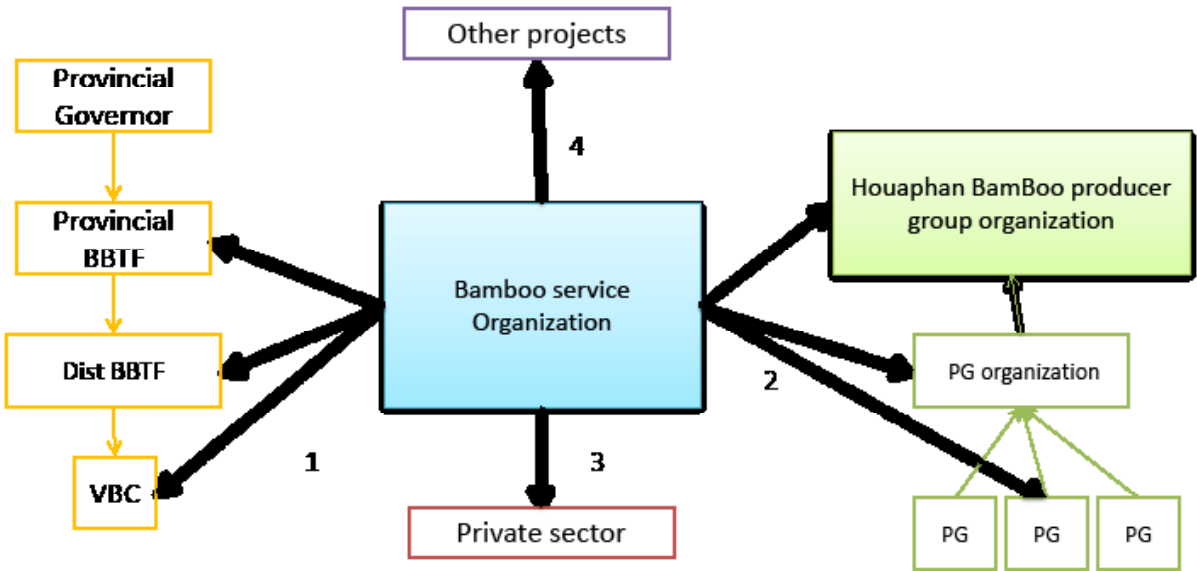 Other projects
Provincial
Governor
4
Houaphan BamBoo producer
group organization
Provincial
BBTF
Bamboo service
Organization
Dist BBTF
2
PG organization
1
3
VBC
Private sector
PG
PG
PG